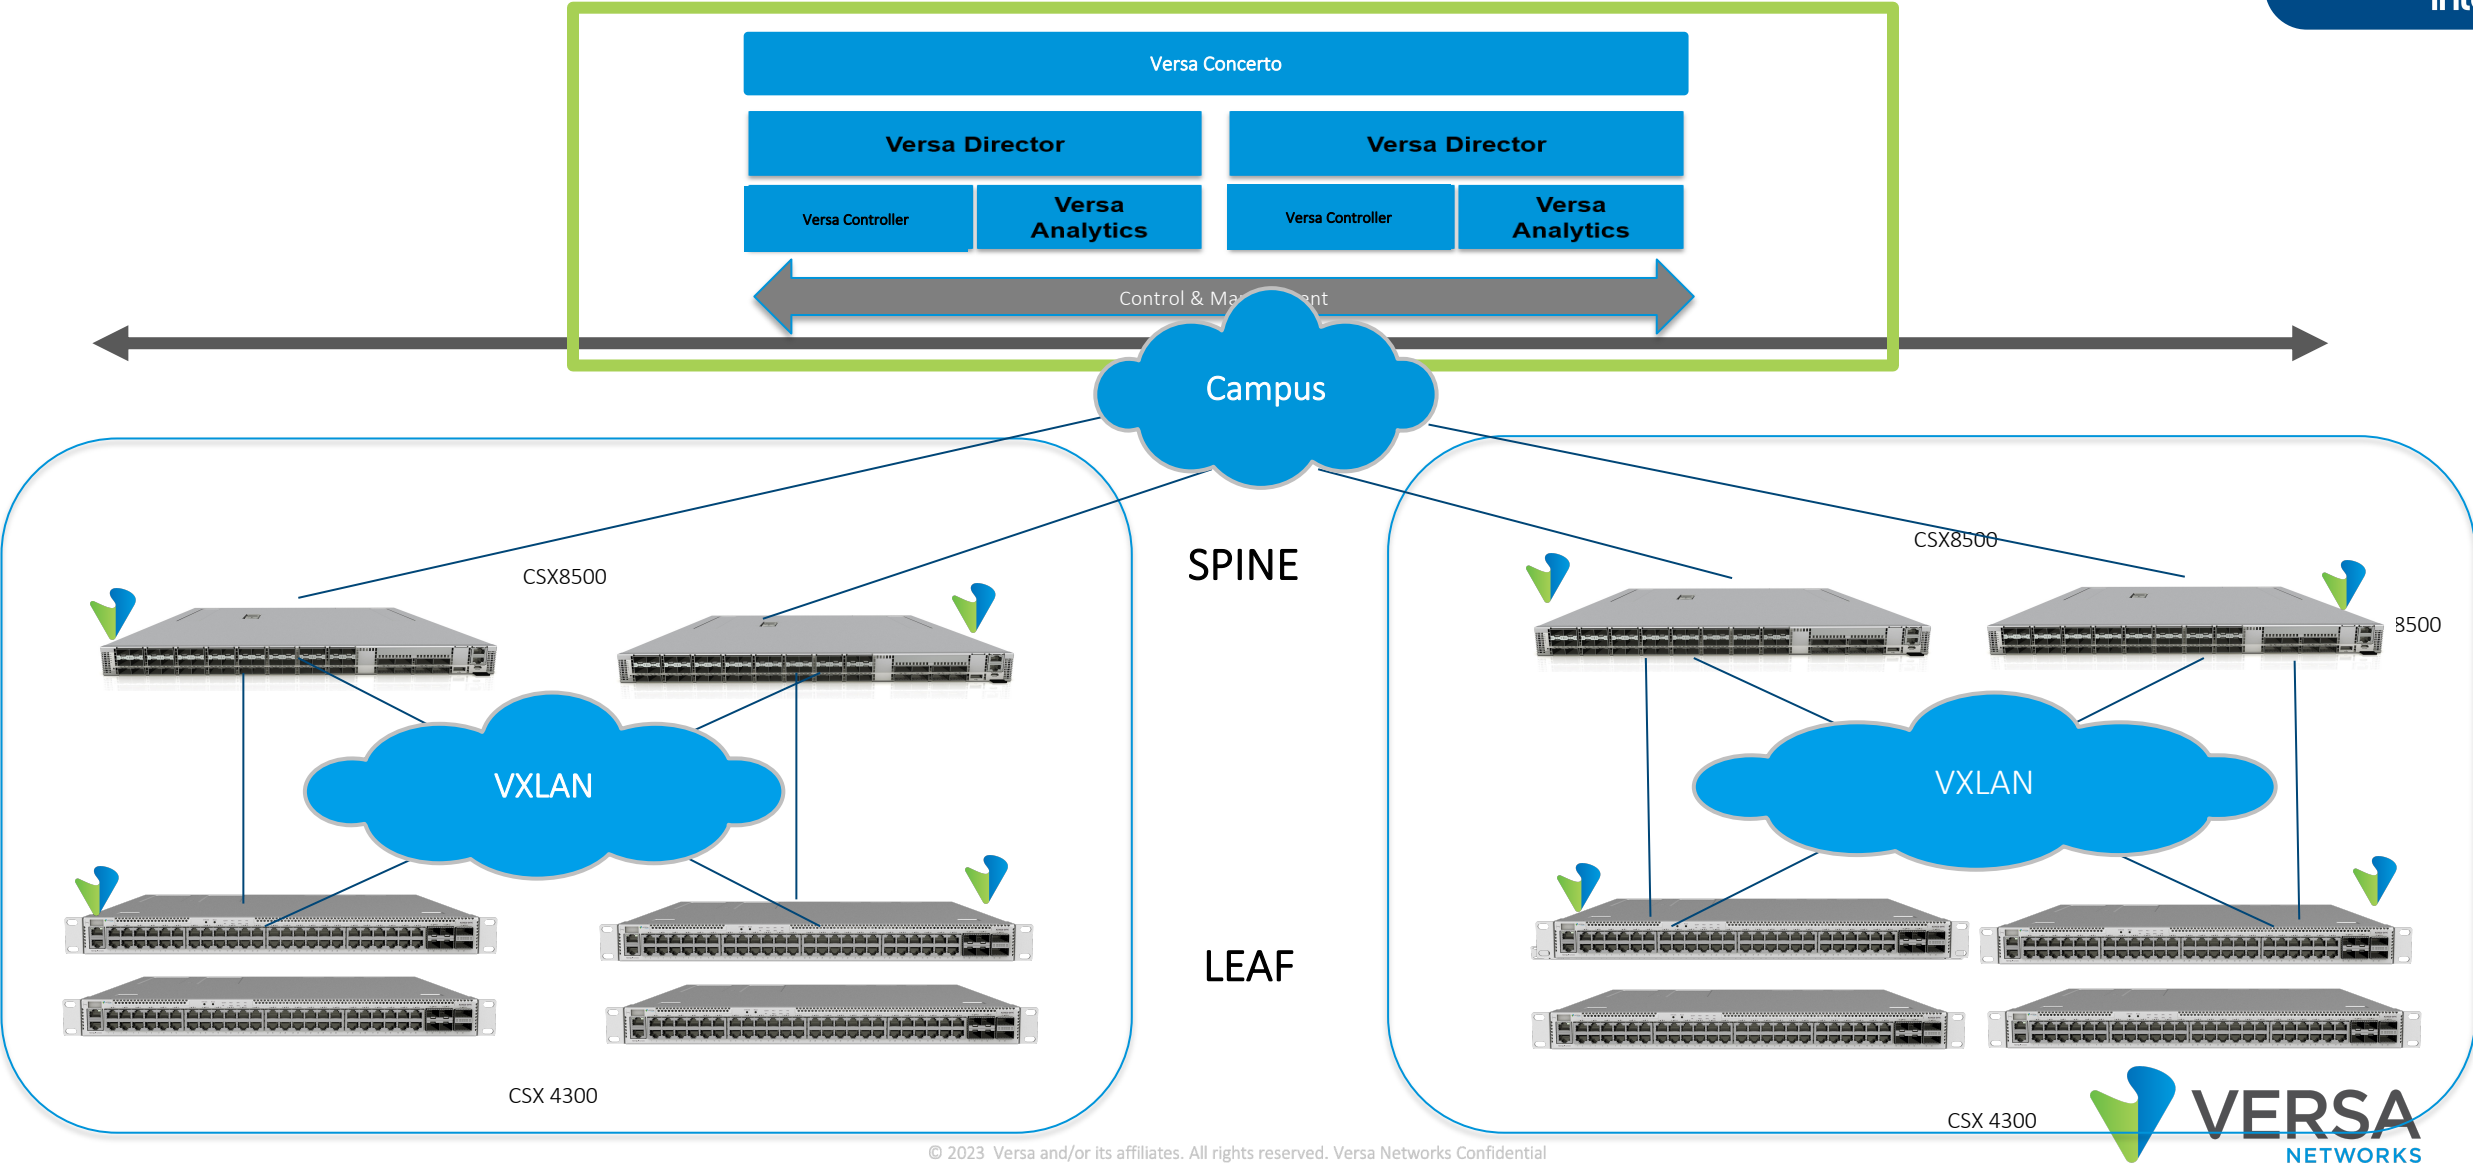 Versa Concerto
Versa Director
Versa Director
Versa Controller
Versa
Analytics
Versa Controller
Versa
Analytics
Control &
Campus
SPINE
CSX8500
CSX8500
8500
VXLAN
VXLAN
LEAF
CSX 4300
CSX 4300
VERSA
NETWORKS
© 2023 Versa and/or its affiliates. All rights reserved. Versa Networks Confidential